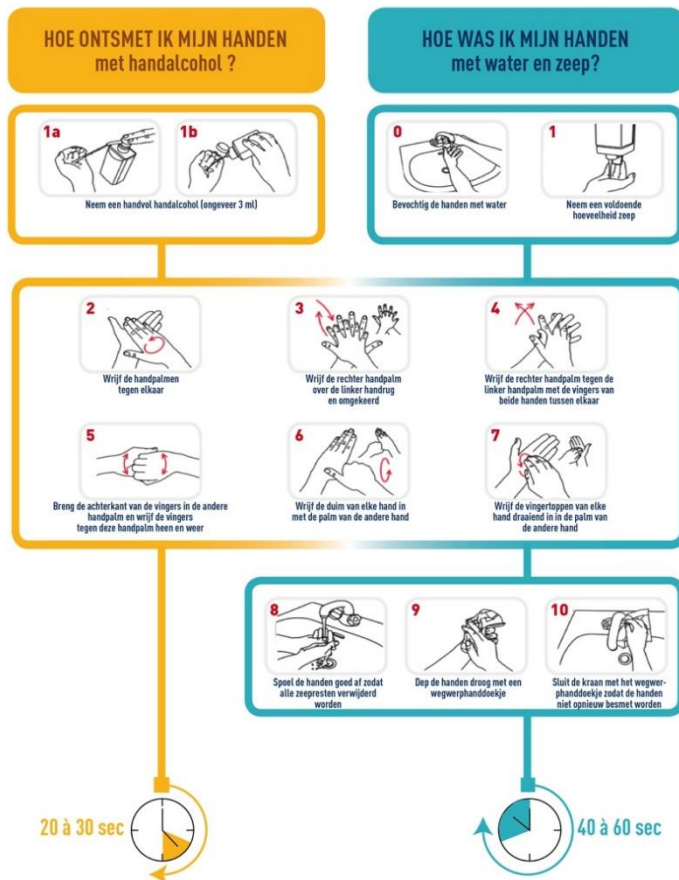 HOE ONTSMET IK MIJN HANDEN
met handalcohol ?
HOE WAS IK MIJN HANDEN
met water en zeep?
1a
1b
Neem een handvol handalcohol (ongeveer 3 ml)
0
Bevochtig de handen met water
1
Neem een voldoende
hoeveelheid zeep
2
Wrijf de handpalmen
tegen elkaar
3
Wrijf de rechter handpalm
over de linker handrug
en omgekeerd
4
Wrijf de rechter handpalm tegen de
linker handpalm met de vingers van
beide handen tussen elkaar
5
Breng de achterkant van de vingers in de andere
handpalm en wrijf de vingers
tegen deze handpalm heen en weer
6
Wrijf de duim van elke hand in
met de palm van de andere hand
7
Wrijf de vingertoppen van elke
hand draaiend in in de palm van
de andere hand
8
Spoel de handen goed af zodat
alle zeepresten verwijderd
worden
9
Dep de handen droog met een
wegwerphanddoekje
10
Sluit de kraan met het wegwer-
phanddoekje zodat de handen
niet opnieuw besmet worden
20 à 30 sec
40 à 60 sec